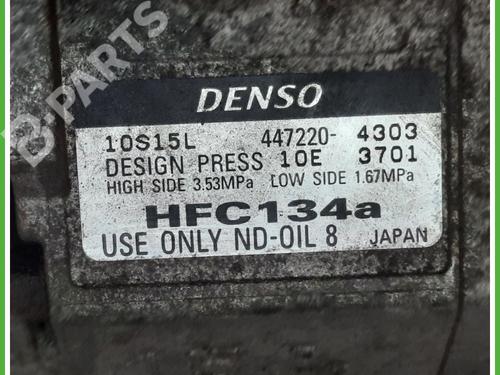 B-PARTS
DENSO
10S15L 447220- 4303
DESIGN PRESS 10E 3701
HIGH SIDE 3.53MPa LOW SIDE 1.67MPa
HFC134a
USE ONLY ND-OIL 8 JAPAN